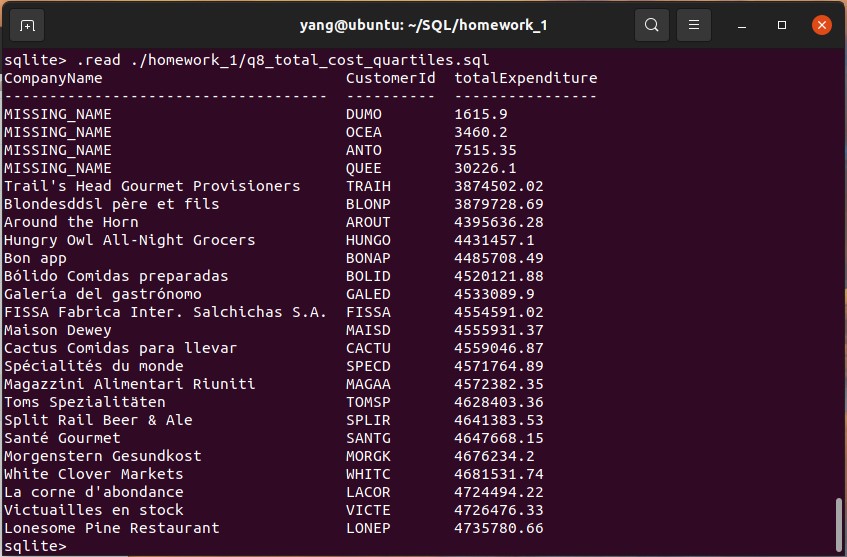 yang@ubuntu: ~/SQL/homework_1
sqlite> .read ./homework_1/q8_total_cost_quartiles.sql
CompanyName                           CustomerId  totalExpenditure
------------------------------------  ----------  ----------------
MISSING_NAME                          DUMO        1615.9
MISSING_NAME                          OCEA        3460.2
MISSING_NAME                          ANTO        7515.35
MISSING_NAME                          QUEE        30226.1
Trail's Head Gourmet Provisioners     TRAIH       3874502.02
Blondesddsl père et fils              BLONP       3879728.69
Around the Horn                       AROUT       4395636.28
Hungry Owl All-Night Grocers          HUNGO       4431457.1
Bon app                               BONAP       4485708.49
Bólido Comidas preparadas             BOLID       4520121.88
Galería del gastrónomo                GALED       4533089.9
FISSA Fabrica Inter. Salchichas S.A.  FISSA       4554591.02
Maison Dewey                          MAISD       4555931.37
Cactus Comidas para llevar            CACTU       4559046.87
Spécialités du monde                  SPECD       4571764.89
Magazzini Alimentari Riuniti          MAGAA       4572382.35
Toms Spezialitäten                    TOMSP       4628403.36
Split Rail Beer & Ale                 SPLIR       4641383.53
Santé Gourmet                         SANTG       4647668.15
Morgenstern Gesundkost                MORGK       4676234.2
White Clover Markets                  WHITC       4681531.74
La corne d'abondance                  LACOR       4724494.22
Victuailles en stock                  VICTE       4726476.33
Lonesome Pine Restaurant              LONEP       4735780.66
sqlite>